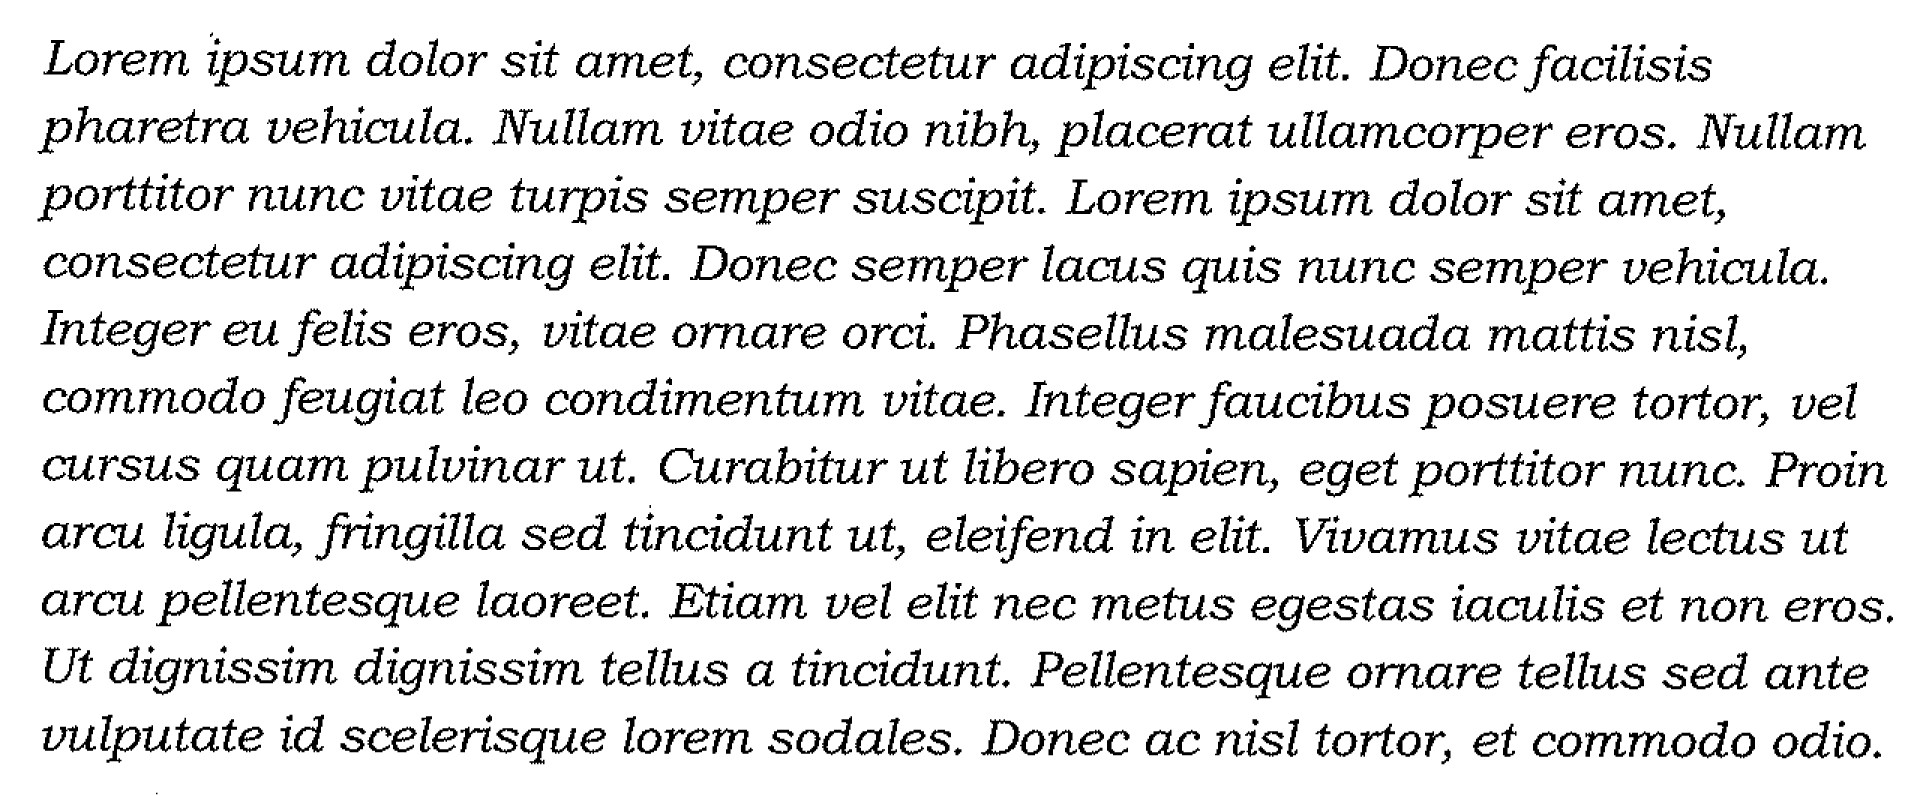 Lorem ipsum dolor sit amet, consectetur adipiscing elit. Donec facilisis
pharetra vehicula. Nullam vitae odio nibh, placerat ullamcorper eros. Nullam
porttitor nunc vitae turpis semper suscipit. Lorem ipsum dolor sit amet,
consectetur adipiscing elit. Donec semper lacus quis nunc semper vehicula.
Integer eu felis eros, vitae ornare orci. Phasellus malesuada mattis nisl,
commodo feugiat leo condimentum vitae. Integer faucibus posuere tortor, vel
cursus quam pulvinar ut. Curabitur ut libero sapien, eget porttitor nunc. Proin
arcu ligula, fringilla sed tincidunt ut, eleifend in elit. Vivamus vitae lectus ut
arcu pellentesque laoreet. Etiam vel elit nec metus egestas iaculis et non eros.
Ut dignissim dignissim tellus a tincidunt. Pellentesque ornare tellus sed ante
vulputate id scelerisque lorem sodales. Donec ac nisl tortor, et commodo odio.